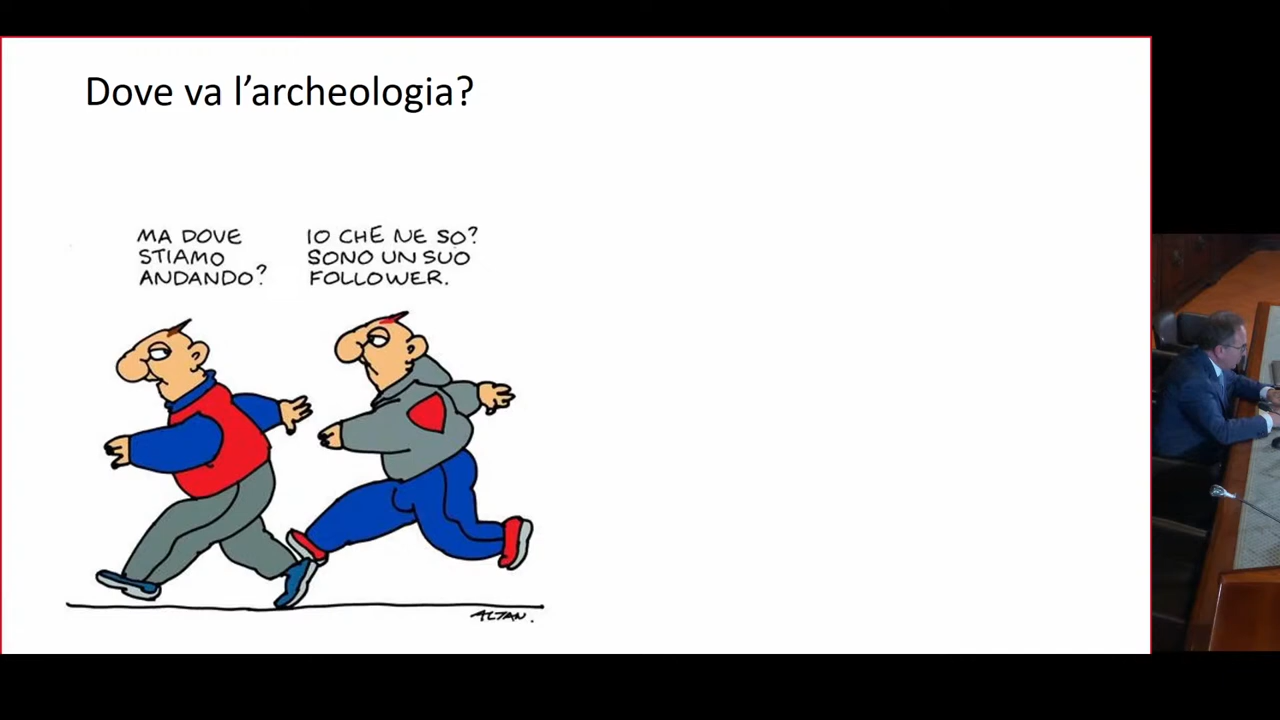 Dove va l’archeologia?
MA DOVE
STIAMO
ANDANDO?
IO CHE NE SO?
SONO UN SUO
FOLLOWER.
ALTAN.